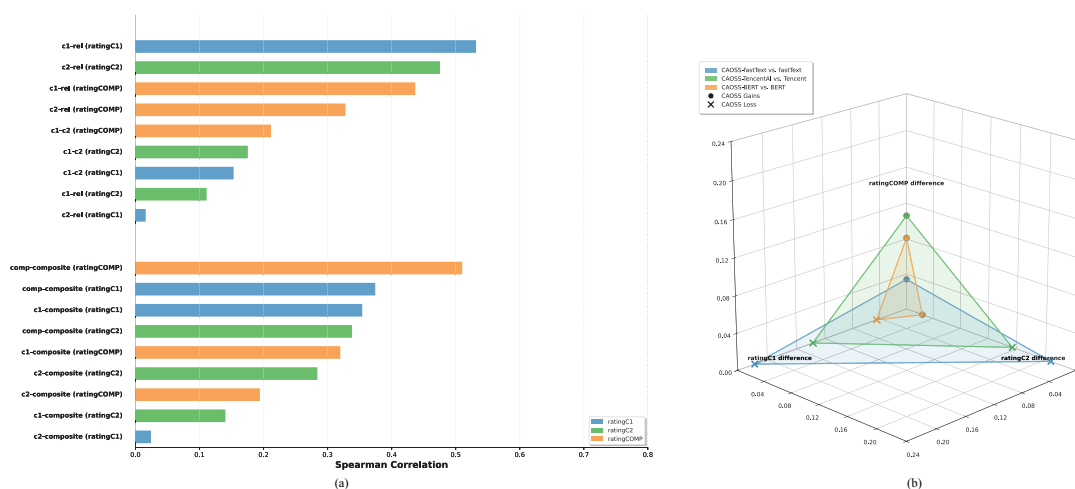 c1-rel (ratingC1)
c2-rel (ratingC2)
c1-rel (ratingCOMP)
c2-rel (ratingCOMP)
c1-c2 (ratingCOMP)
c1-c2 (ratingC2)
c1-c2 (ratingC1)
c1-rel (ratingC2)
c2-rel (ratingC1)
comp-composite (ratingCOMP)
comp-composite (ratingC1)
c1-composite (ratingC1)
comp-composite (ratingC2)
c1-composite (ratingCOMP)
c2-composite (ratingC2)
c2-composite (ratingCOMP)
c1-composite (ratingC2)
c2-composite (ratingC1)
ratingC1
ratingC2
ratingCOMP
0.0 0.1 0.2 0.3 0.4 0.5 0.6 0.7 0.8
Spearman Correlation
(a)
CAOSS-fastText vs. fastText
CAOSS-TencentAI vs. Tencent
CAOSS-BERT vs. BERT
CAOSS Gains
CAOSS Loss
0.24
0.20
0.16
0.12
0.08
0.04
0.00
ratingCOMP difference
ratingC1 difference
ratingC2 difference
0.04
0.08
0.12
0.16
0.20
0.24
0.20
0.16
0.12
0.08
0.04
(b)